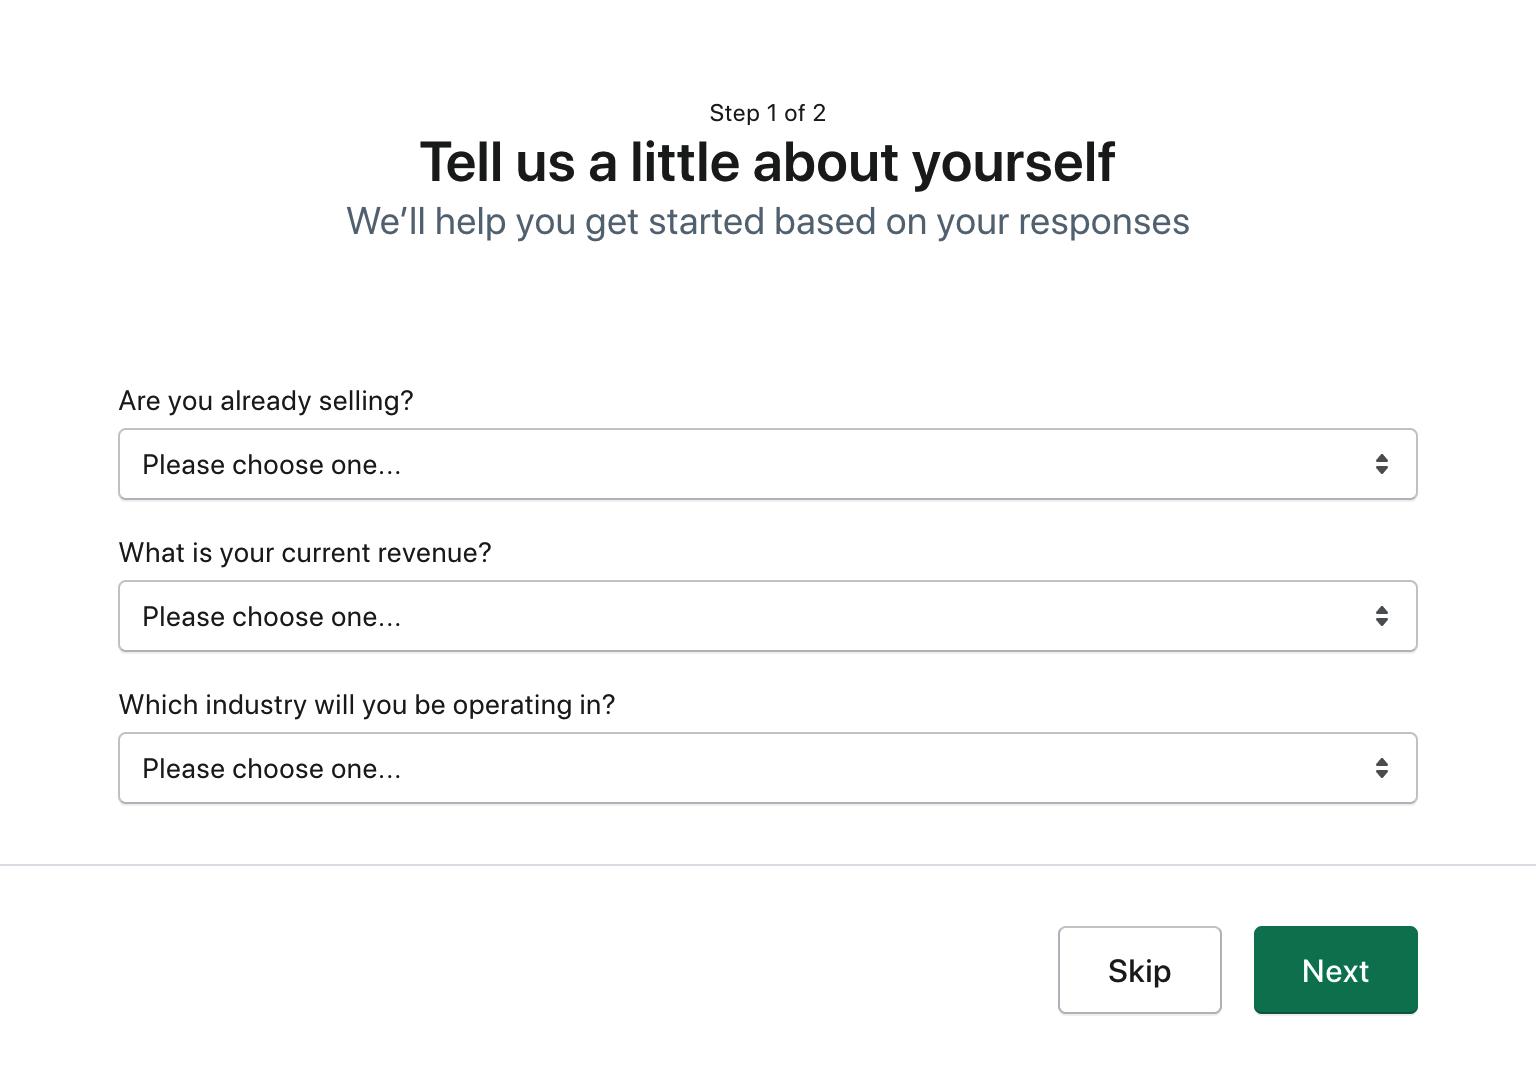 Step 1 of 2
Tell us a little about yourself
We’ll help you get started based on your responses
Are you already selling?
Please choose one...
What is your current revenue?
Please choose one...
Which industry will you be operating in?
Please choose one...
Skip
Next